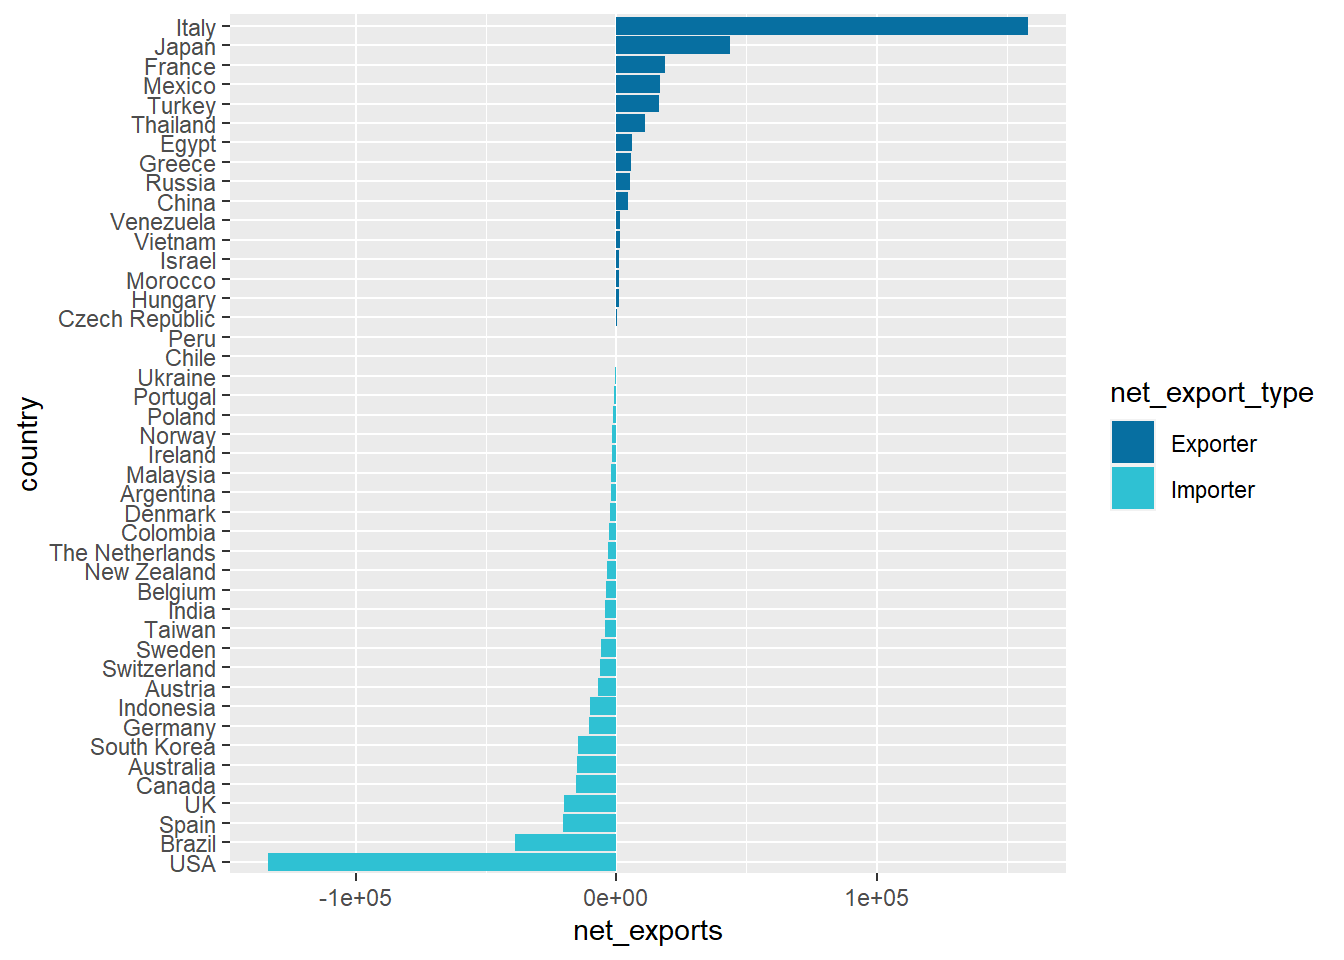 Italy
Japan
France
Mexico
Turkey
Thailand
Egypt
Greece
Russia
China
Venezuela
Vietnam
Israel
Morocco
Hungary
Czech Republic
Peru
Chile
Ukraine
Portugal
Poland
Norway
Ireland
Malaysia
Argentina
Denmark
Colombia
The Netherlands
New Zealand
Belgium
India
Taiwan
Sweden
Switzerland
Austria
Indonesia
Germany
South Korea
Australia
Canada
UK
Spain
Brazil
USA
country
-1e+05 0e+00 1e+05
net_exports
net_export_type
Exporter
Importer